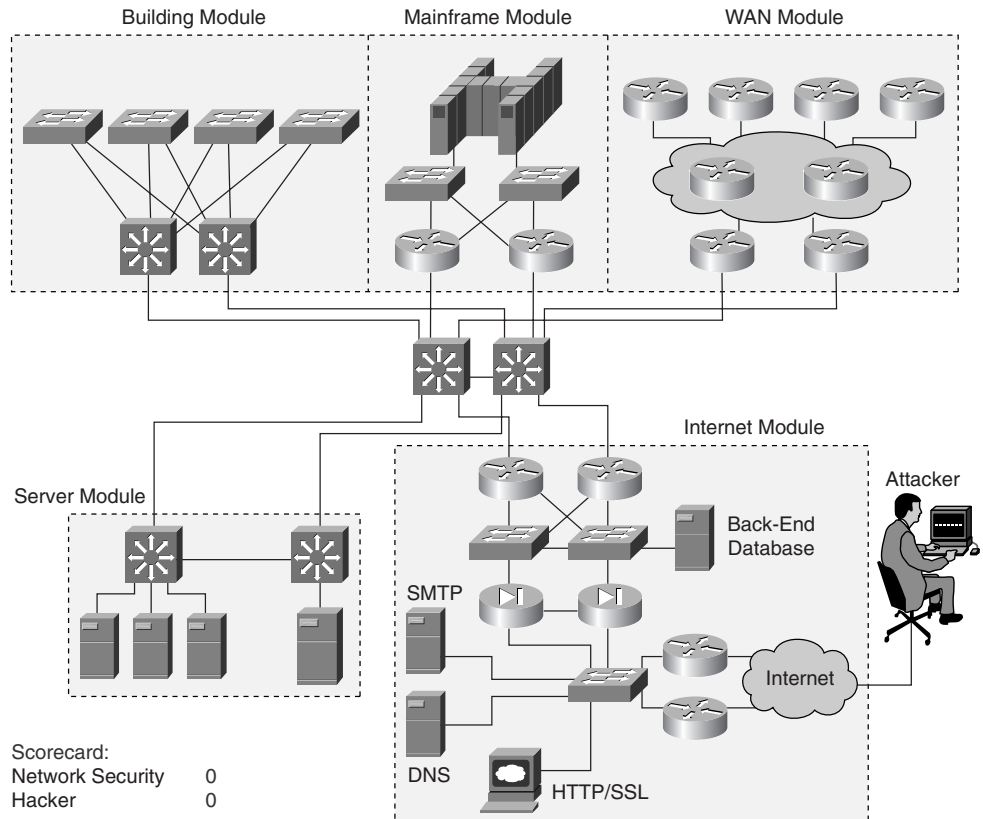 Building Module
Mainframe Module
WAN Module
Internet Module
Attacker
Server Module
Back-End
Database
SMTP
Internet
DNS
HTTP/SSL
Scorecard:
Network Security 0
Hacker 0